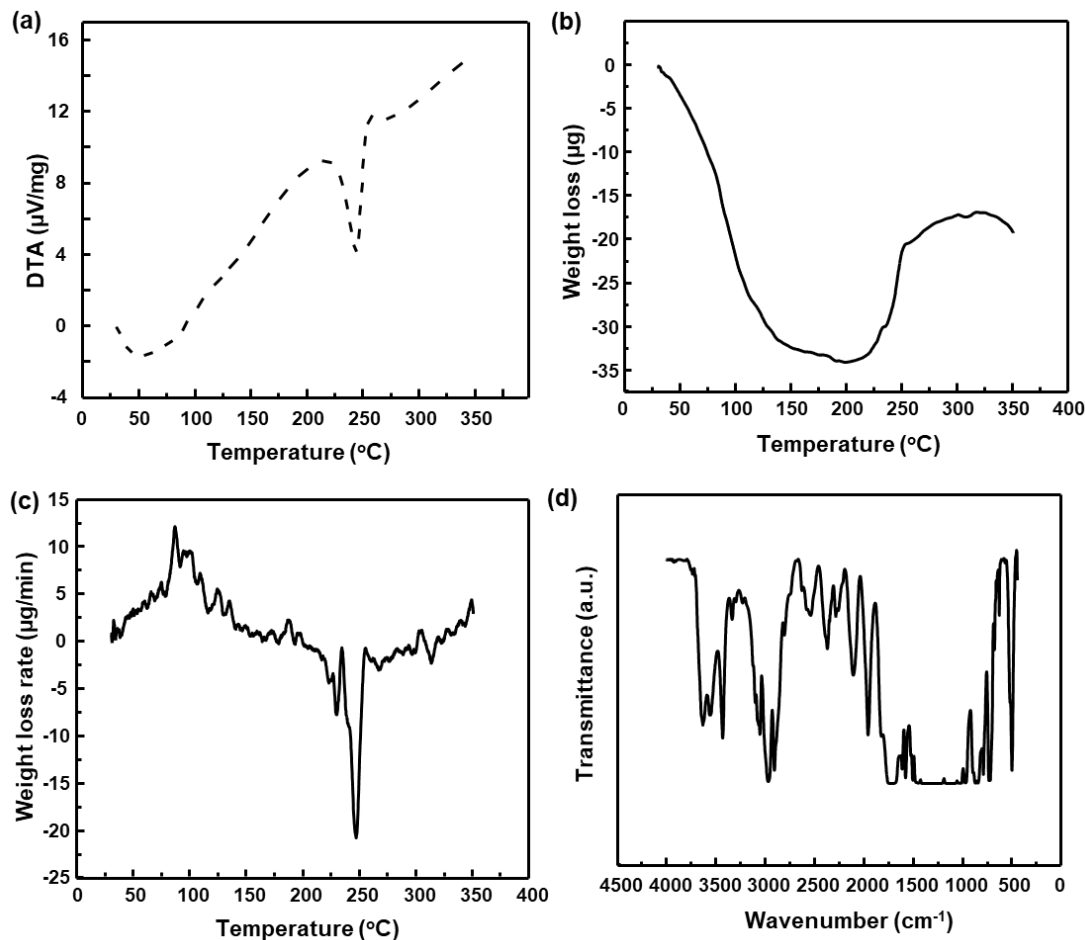 (a)
16
12
8
4
0
-4
DTA (µV/mg)
0 50 100 150 200 250 300 350
Temperature (oC)
(b)
0
-5
-10
-15
-20
-25
-30
-35
Weight loss (µg)
0 50 100 150 200 250 300 350 400
Temperature (oC)
(c)
15
10
5
0
-5
-10
-15
-20
-25
Weight loss rate (µg/min)
0 50 100 150 200 250 300 350 400
Temperature (oC)
(d)
Transmittance (a.u.)
4500 4000 3500 3000 2500 2000 1500 1000 500 0
Wavenumber (cm-1)